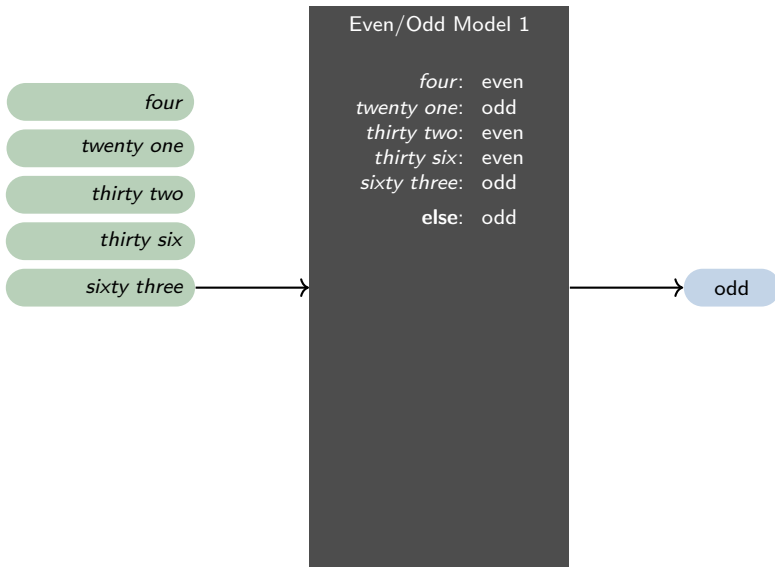 Even/Odd Model 1
four
twenty one
thirty two
thirty six
sixty three
four: even
twenty one: odd
thirty two: even
thirty six: even
sixty three: odd
else: odd
odd